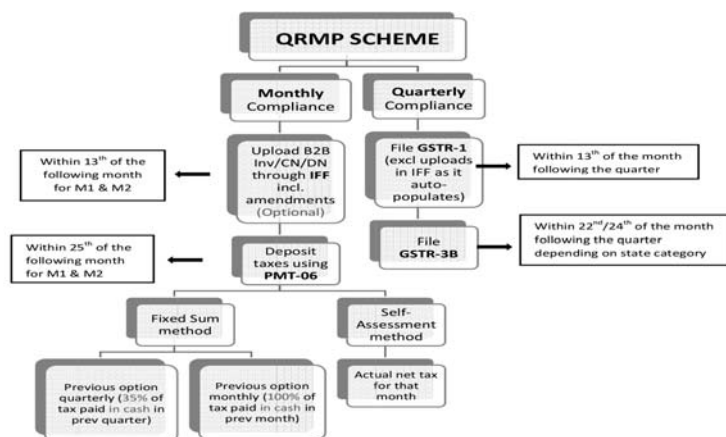 QRMP SCHEME
Monthly
Compliance
Quarterly
Compliance
Within 13th of the
following month
for M1 & M2
Upload B2B
Inv/CN/DN
through IFF
incl.
amendments
(Optional)
File GSTR-1
(excl uploads
in IFF as it
auto-
populates)
Within 13th of the month
following the quarter
Within 25th of the
following month
for M1 & M2
Deposit
taxes using
PMT-06
File
GSTR-3B
Within 22nd/24th of the month
following the quarter
depending on state category
Fixed Sum
method
Self-
Assessment
method
Previous option
quarterly (35% of
tax paid in cash in
prev quarter)
Previous option
monthly (100% of
tax paid in cash in
prev month)
Actual net tax
for that
month